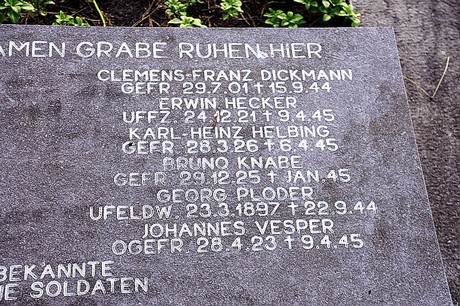 AMEN GRABE RUHEN HIER
CLEMENS-FRANZ DICKMANN
GEFR. 29.7.01 † 15.9.44
ERWIN HECKER
UFFZ. 24.12.21 † 9.4.45
KARL-HEINZ HELBING
GEFR. 28.3.26 † 6.4.45
BRUNO KNABE
GEFR. 29.12.25 † JAN.45
GEORG PLODER
UFELDW. 23.3.1897 † 22.9.44
JOHANNES VESPER
OGEFR. 28.4.23 † 9.4.45
BEKANNTE
E SOLDATEN